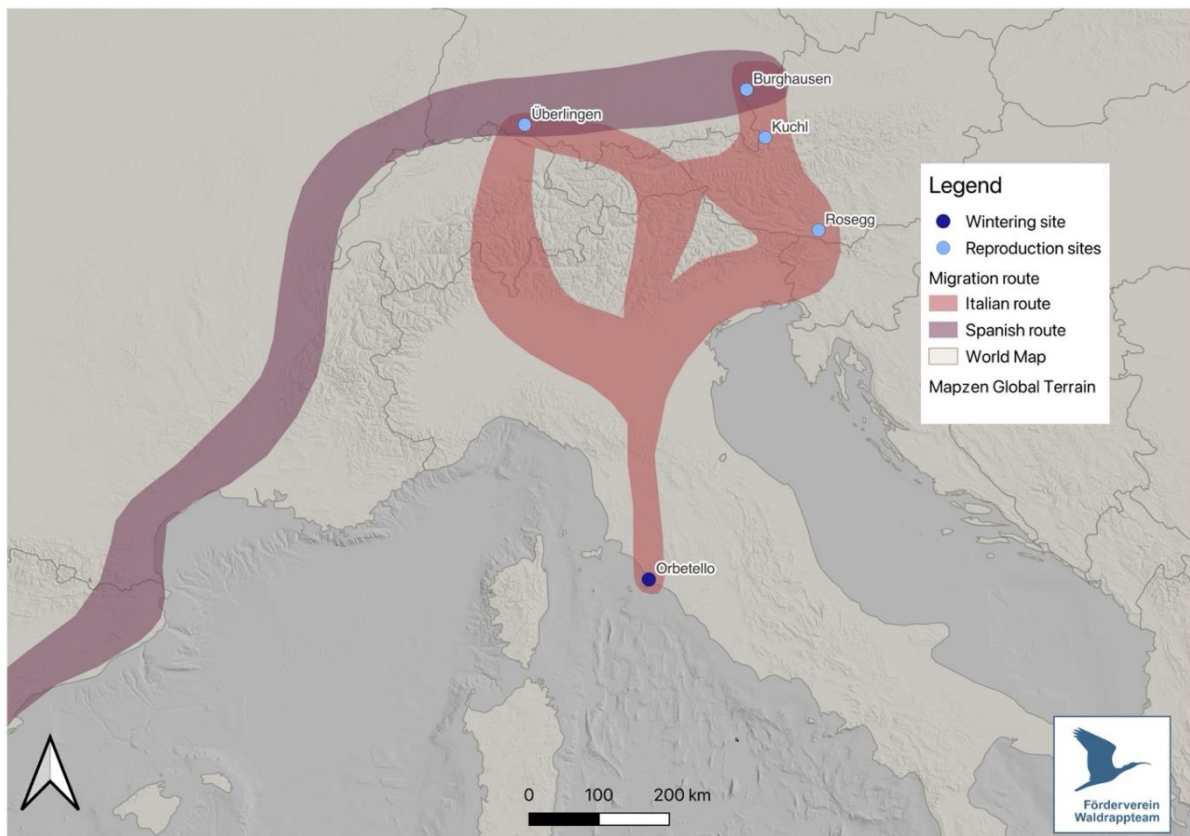 Burghausen
Überlingen
Kuchl
Rosegg
Orbetello
Legend
Wintering site
Reproduction sites
Migration route
Italian route
Spanish route
World Map
Mapzen Global Terrain
0 100 200 km
Förderverein
Waldrappteam